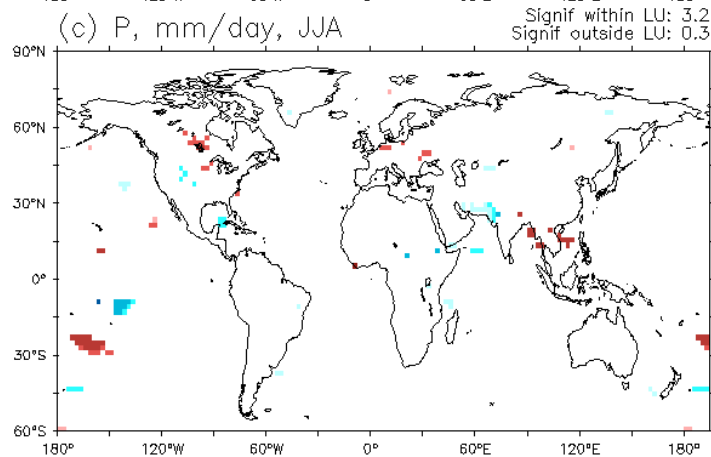 (c) P, mm/day, JJA
Signif within LU: 3.2
Signif outside LU: 0.3
90°N
60°N
30°N
0°
30°S
60°S
180° 120°W 60°W 0° 60°E 120°E 180°